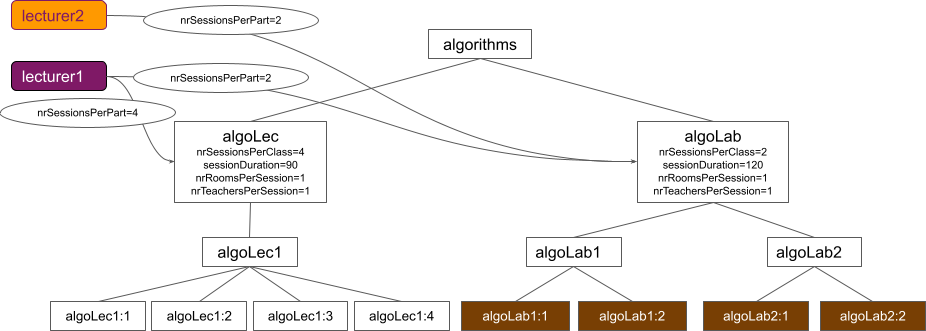 lecturer2
nrSessionsPerPart=2
algorithms
lecturer1
nrSessionsPerPart=2
nrSessionsPerPart=4
algoLec
nrSessionsPerClass=4
sessionDuration=90
nrRoomsPerSession=1
nrTeachersPerSession=1
algoLab
nrSessionsPerClass=2
sessionDuration=120
nrRoomsPerSession=1
nrTeachersPerSession=1
algoLec1
algoLab1
algoLab2
algoLec1:1
algoLec1:2
algoLec1:3
algoLec1:4
algoLab1:1
algoLab1:2
algoLab2:1
algoLab2:2